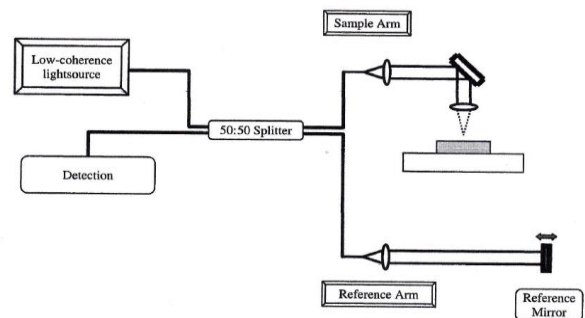 Sample Arm
Low-coherence
lightsource
50:50 Splitter
Detection
Reference Arm
Reference
Mirror